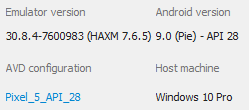 Emulator version Android version
30.8.4-7600983 (HAXM 7.6.5) 9.0 (Pie) - API 28
AVD configuration Host machine
Pixel_5_API_28 Windows 10 Pro